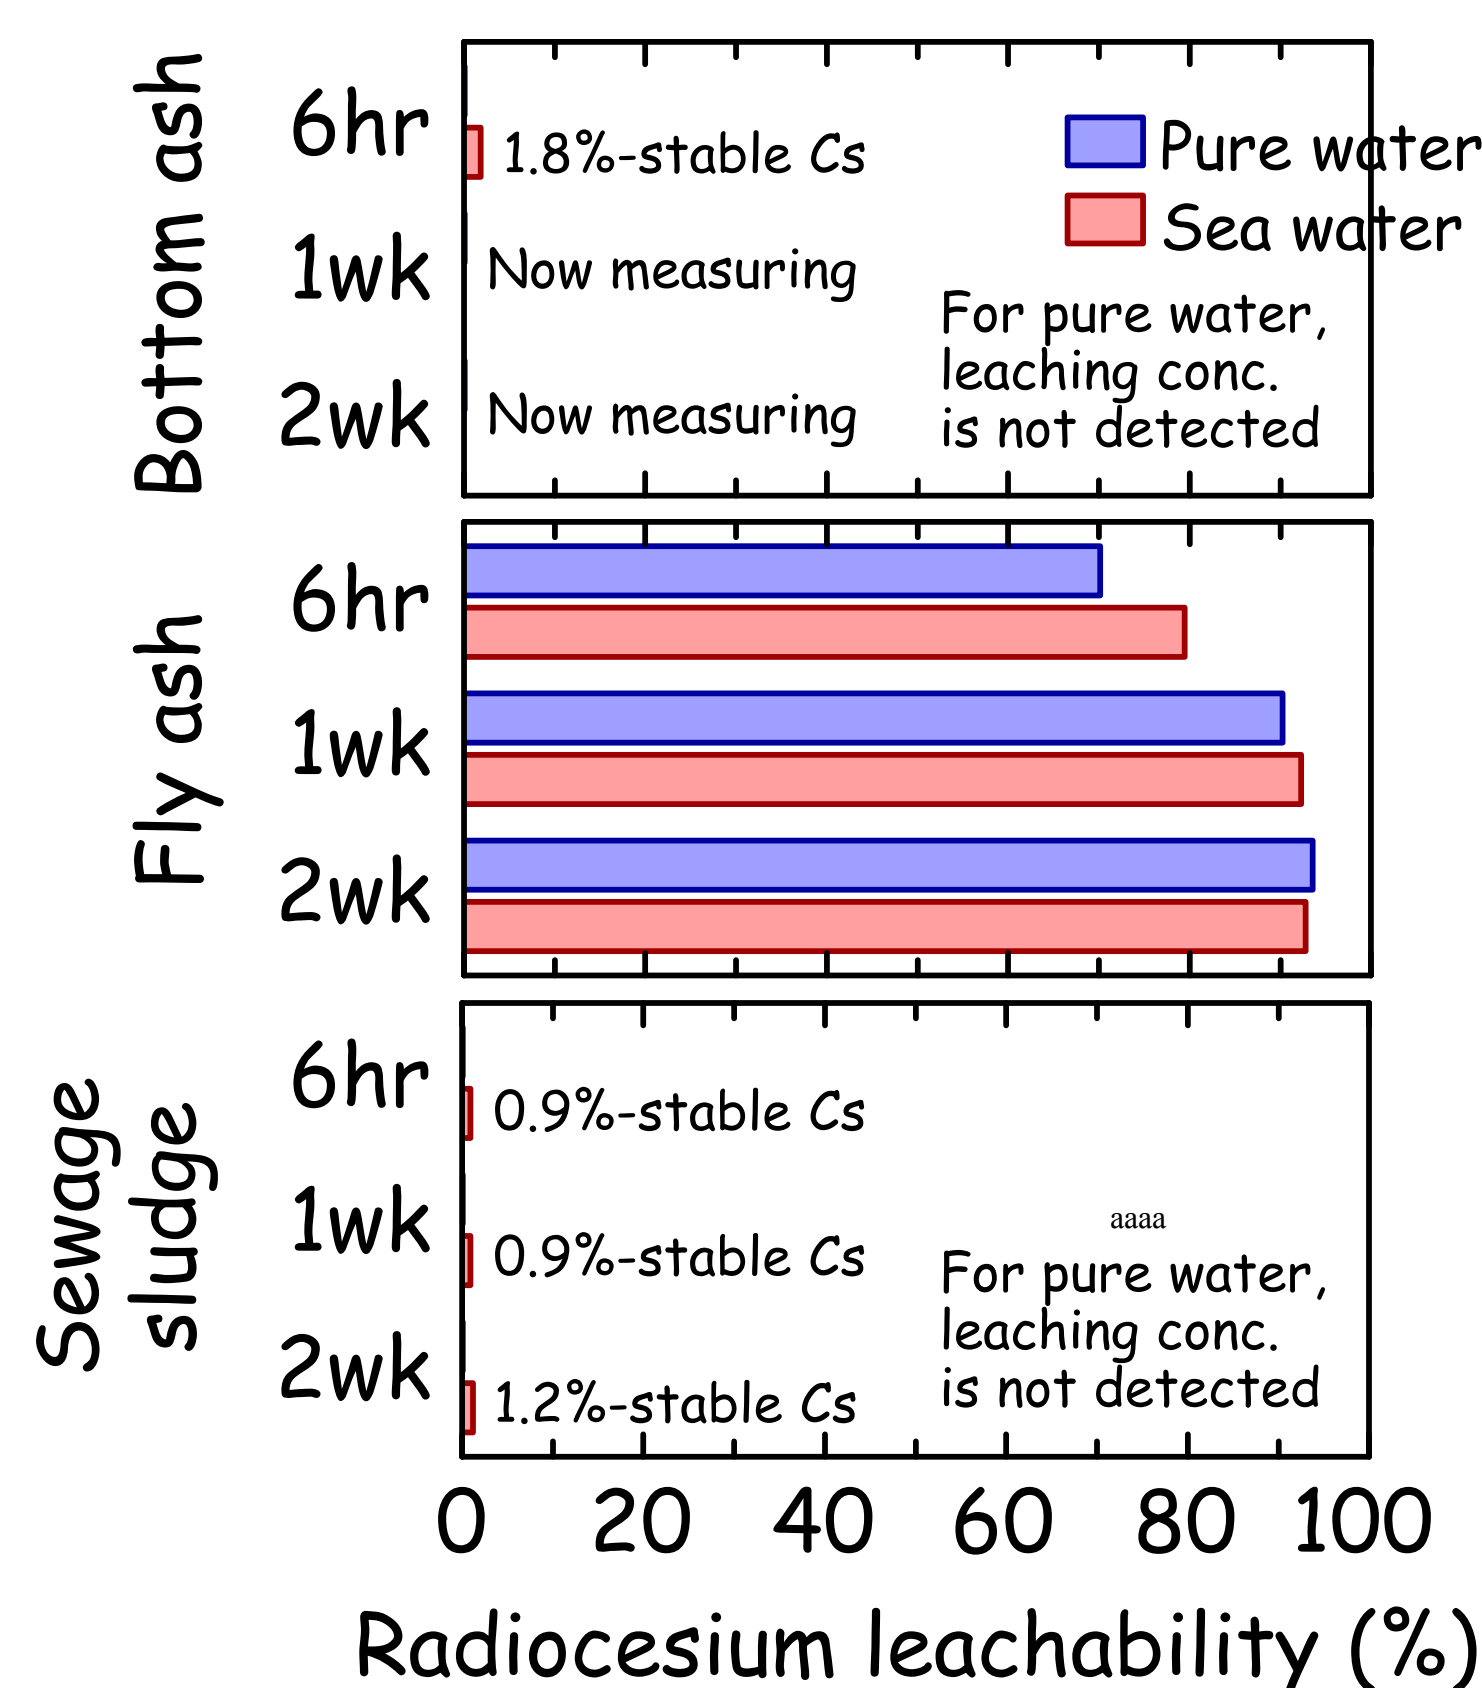 Bottom ash
6hr
1.8%-stable Cs
Pure water
Sea water
1wk
Now measuring
2wk
Now measuring
For pure water,
leaching conc.
is not detected
Fly ash
6hr
1wk
2wk
Sewage
sludge
6hr
0.9%-stable Cs
1wk
0.9%-stable Cs
2wk
1.2%-stable Cs
aaaa
For pure water,
leaching conc.
is not detected
0 20 40 60 80 100
Radiocesium leachability (%)